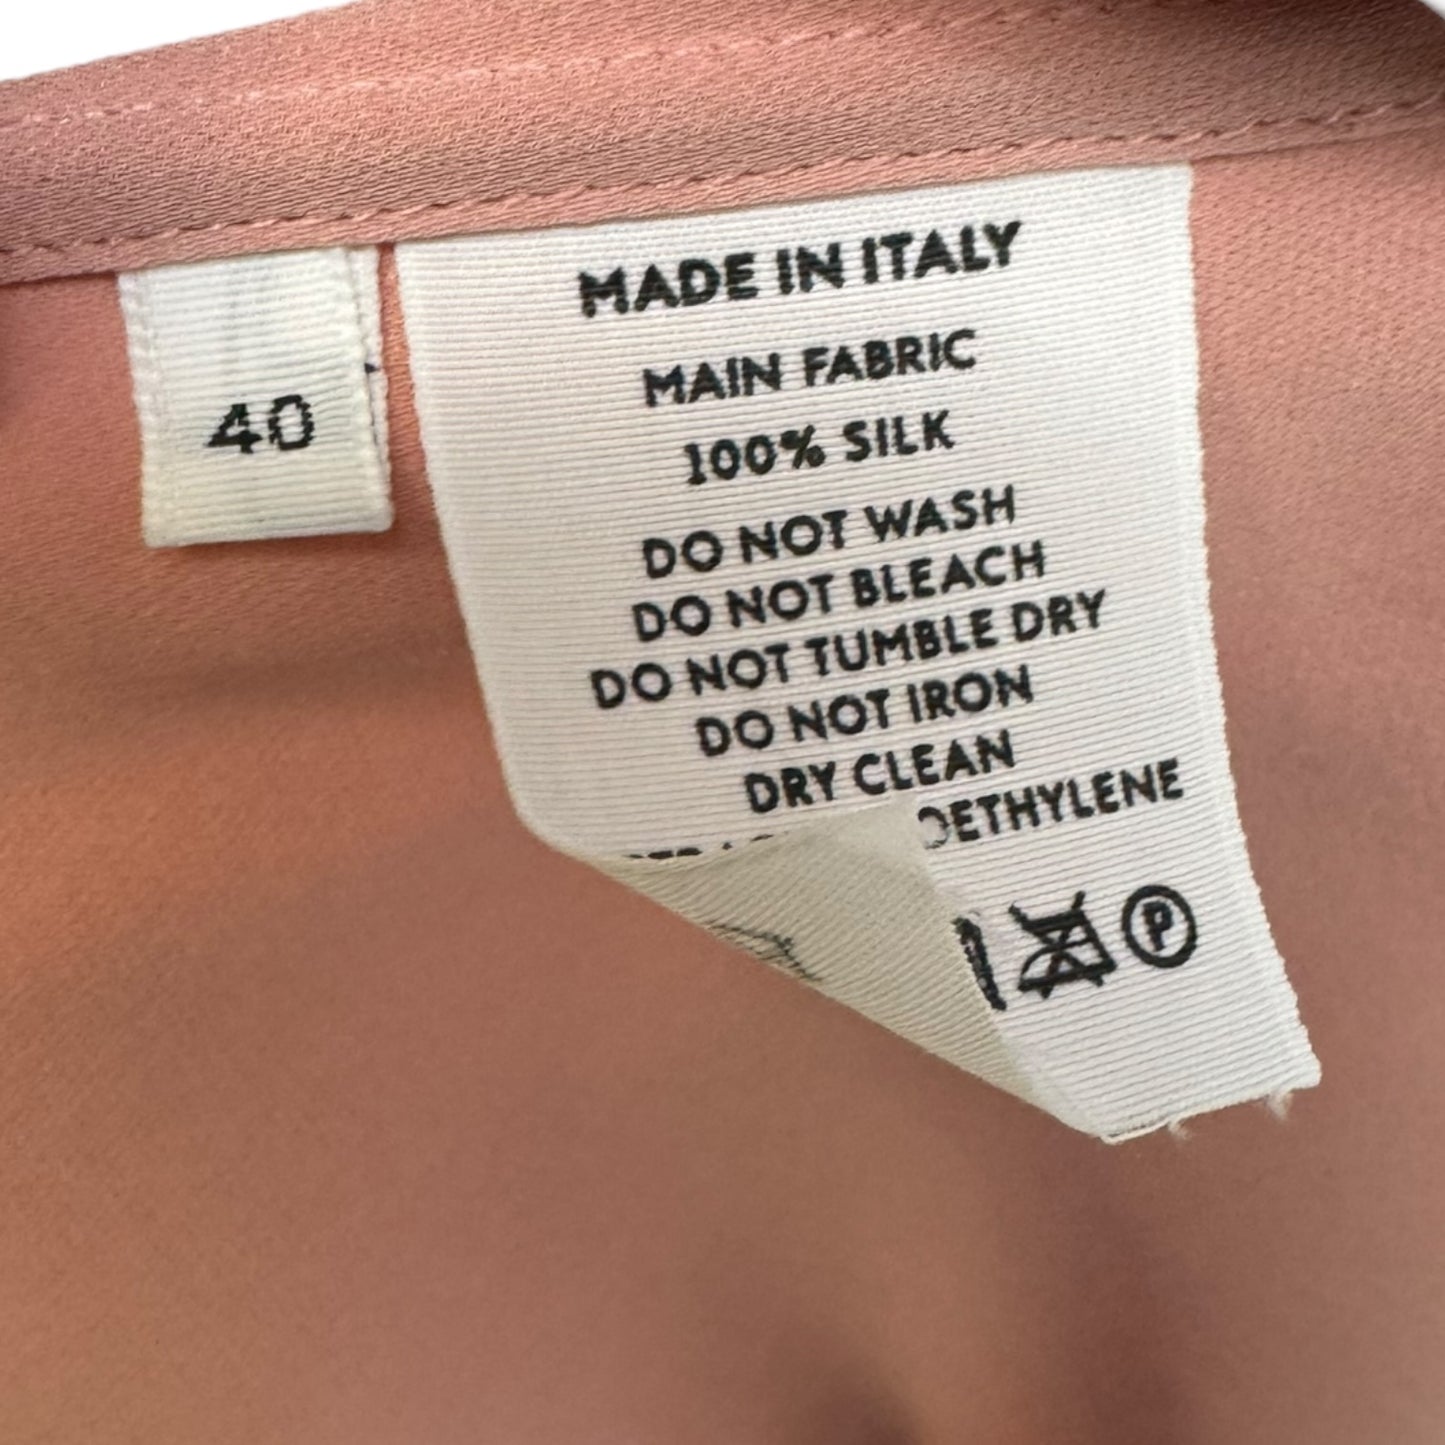 40
MADE IN ITALY
MAIN FABRIC
100% SILK
DO NOT WASH
DO NOT BLEACH
DO NOT TUMBLE DRY
DO NOT IRON
DRY CLEAN
OETHYLENE
P